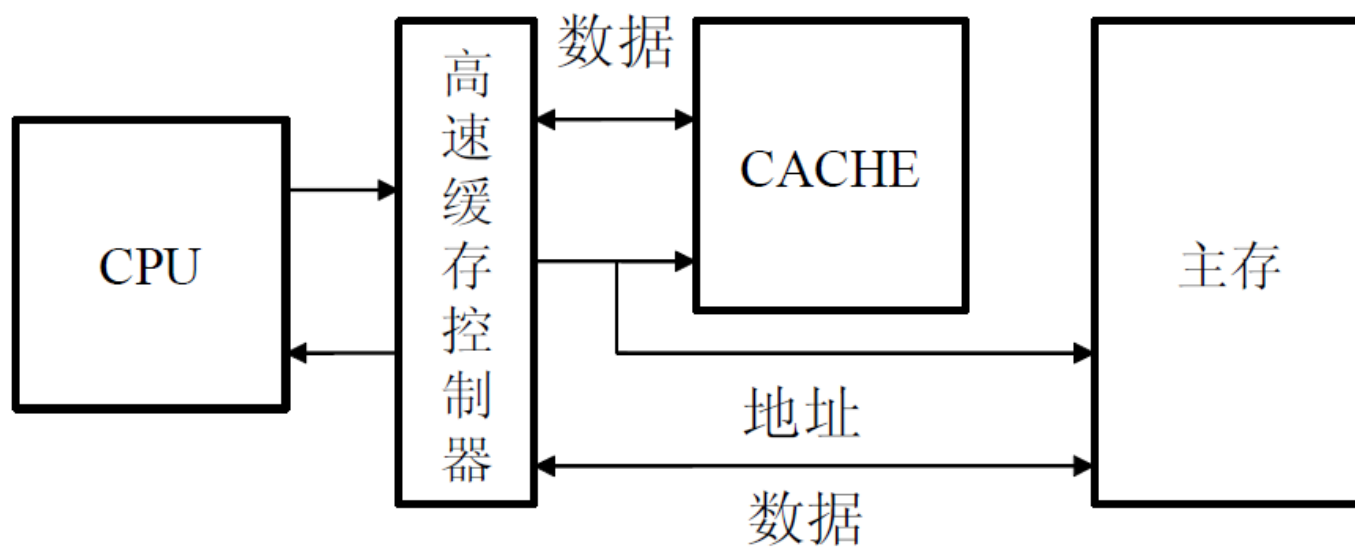 CPU
高速缓存控制器
数据
CACHE
主存
地址
数据